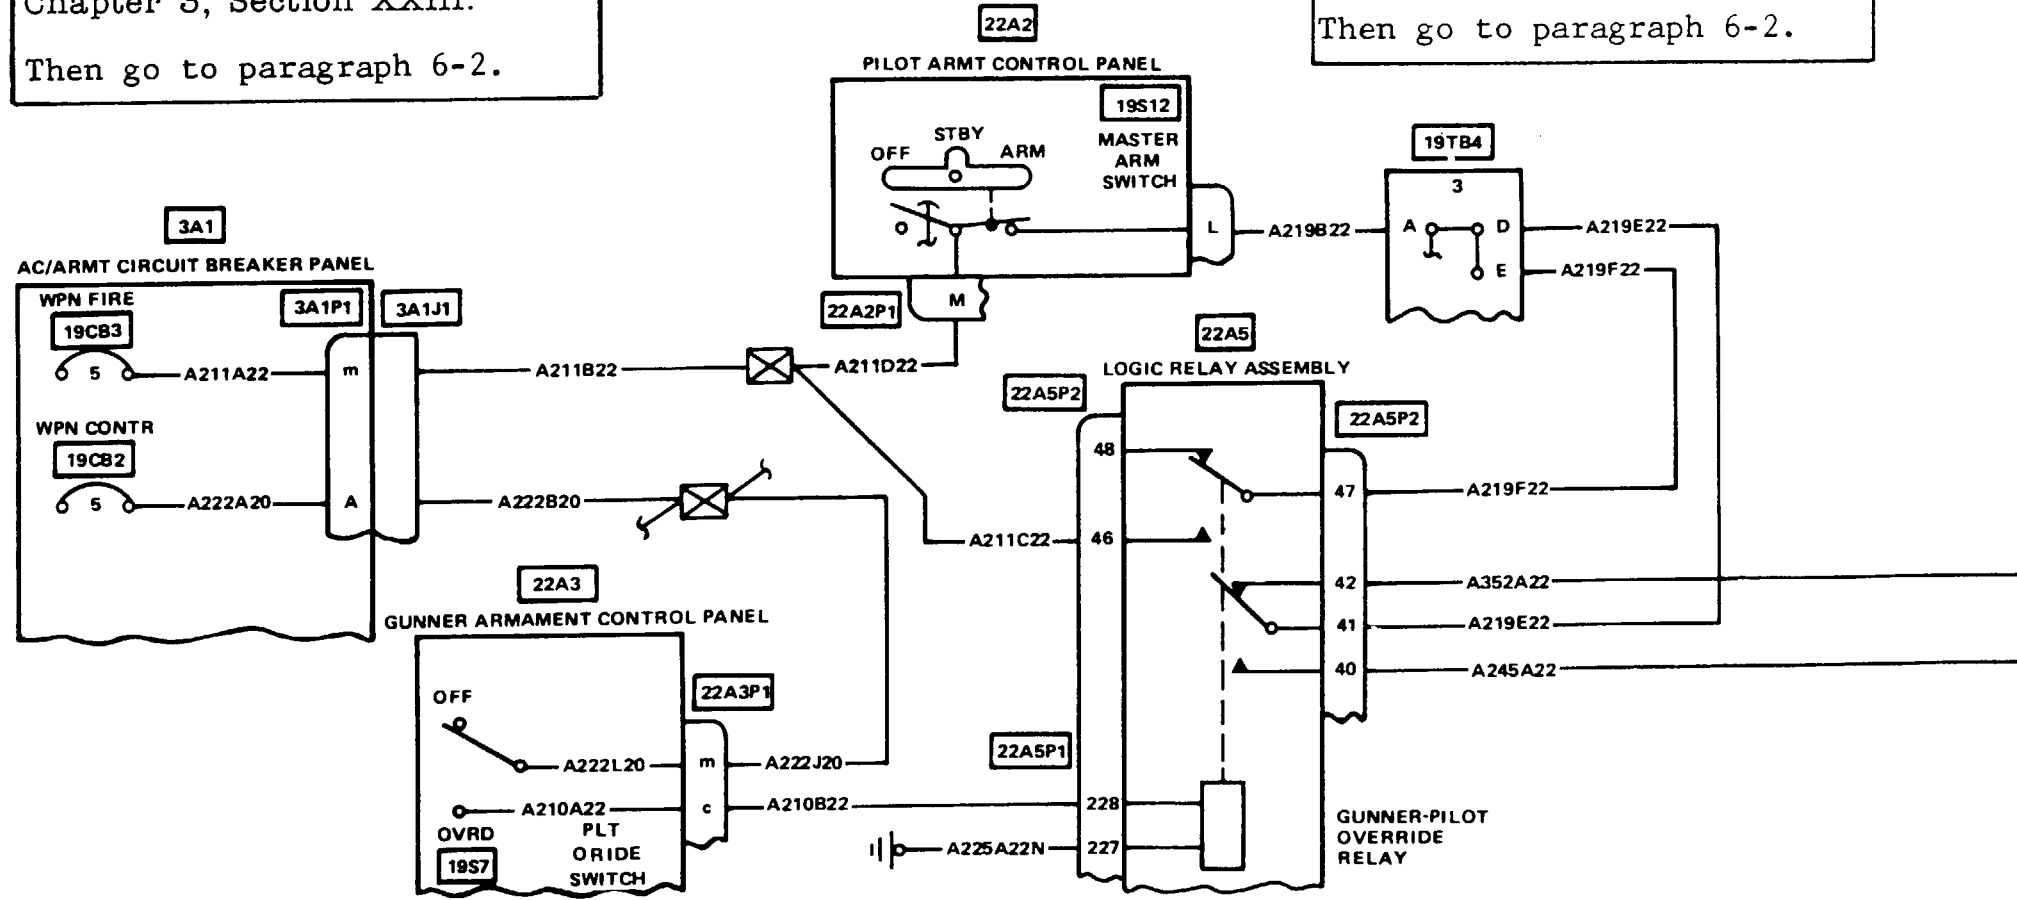 Chapter 3, Section XXIII.
Then go to paragraph 6-2.
Then go to paragraph 6-2.
22A2
PILOT ARMT CONTROL PANEL
19S12
MASTER
ARM
SWITCH
STBY
OFF
ARM
L
A219B22
M
22A2P1
19TB4
3
A
D
E
A219E22
A219F22
3A1
AC/ARMT CIRCUIT BREAKER PANEL
WPN FIRE
19CB3
5
A211A22
3A1P1
3A1J1
m
A211B22
A211D22
WPN CONTR
19CB2
5
A222A20
A
A222B20
22A5
LOGIC RELAY ASSEMBLY
22A5P2
22A5P2
48
47
A219F22
A211C22
46
42
A352A22
41
A219E22
40
A245A22
22A3
GUNNER ARMAMENT CONTROL PANEL
22A3P1
OFF
A222L20
m
A222J20
A210A22
c
A210B22
OVRD
19S7
PLT
ORIDE
SWITCH
22A5P1
228
A225A22N
227
GUNNER-PILOT
OVERRIDE
RELAY